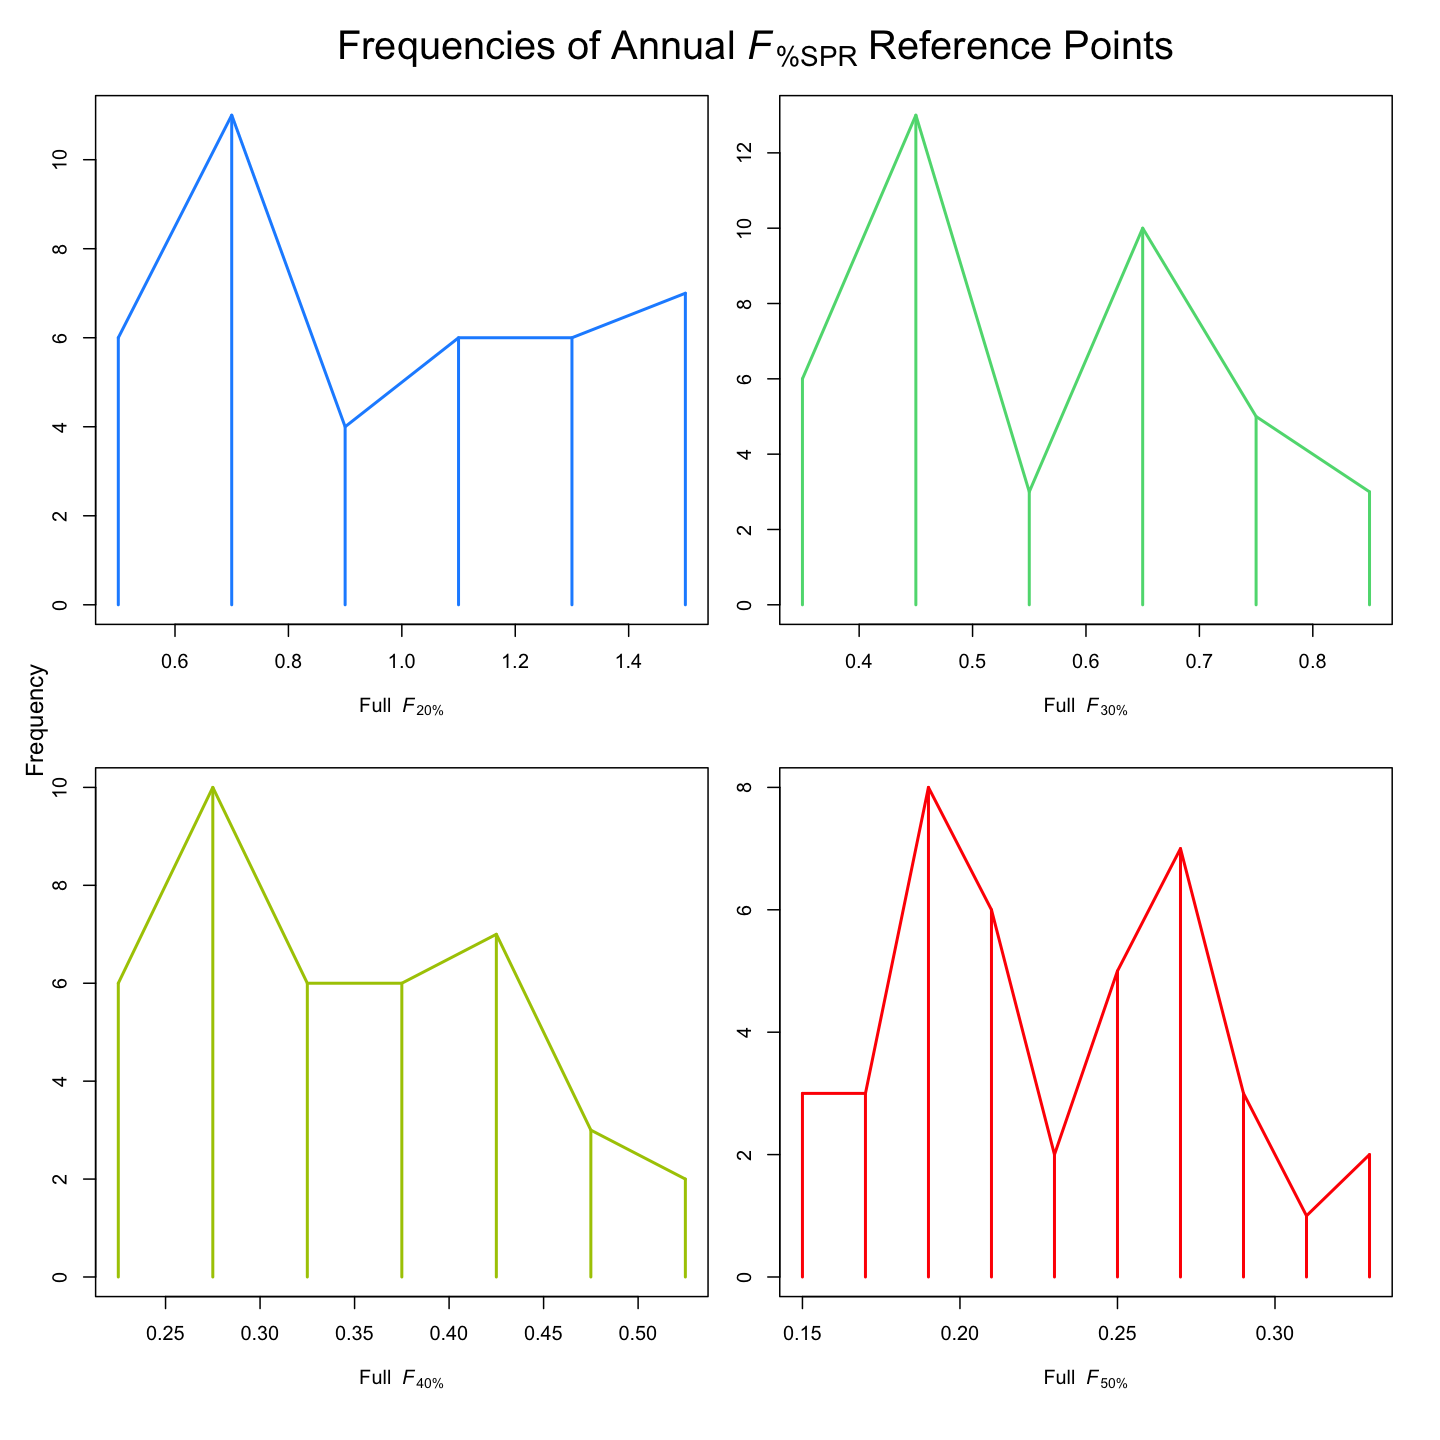 Frequencies of Annual F%SPR Reference Points
Frequency
0 2 4 6 8 10
0.6 0.8 1.0 1.2 1.4
Full F20%
0 2 4 6 8 10 12
0.4 0.5 0.6 0.7 0.8
Full F30%
0 2 4 6 8 10
0.25 0.30 0.35 0.40 0.45 0.50
Full F40%
0 2 4 6 8
0.15 0.20 0.25 0.30
Full F50%